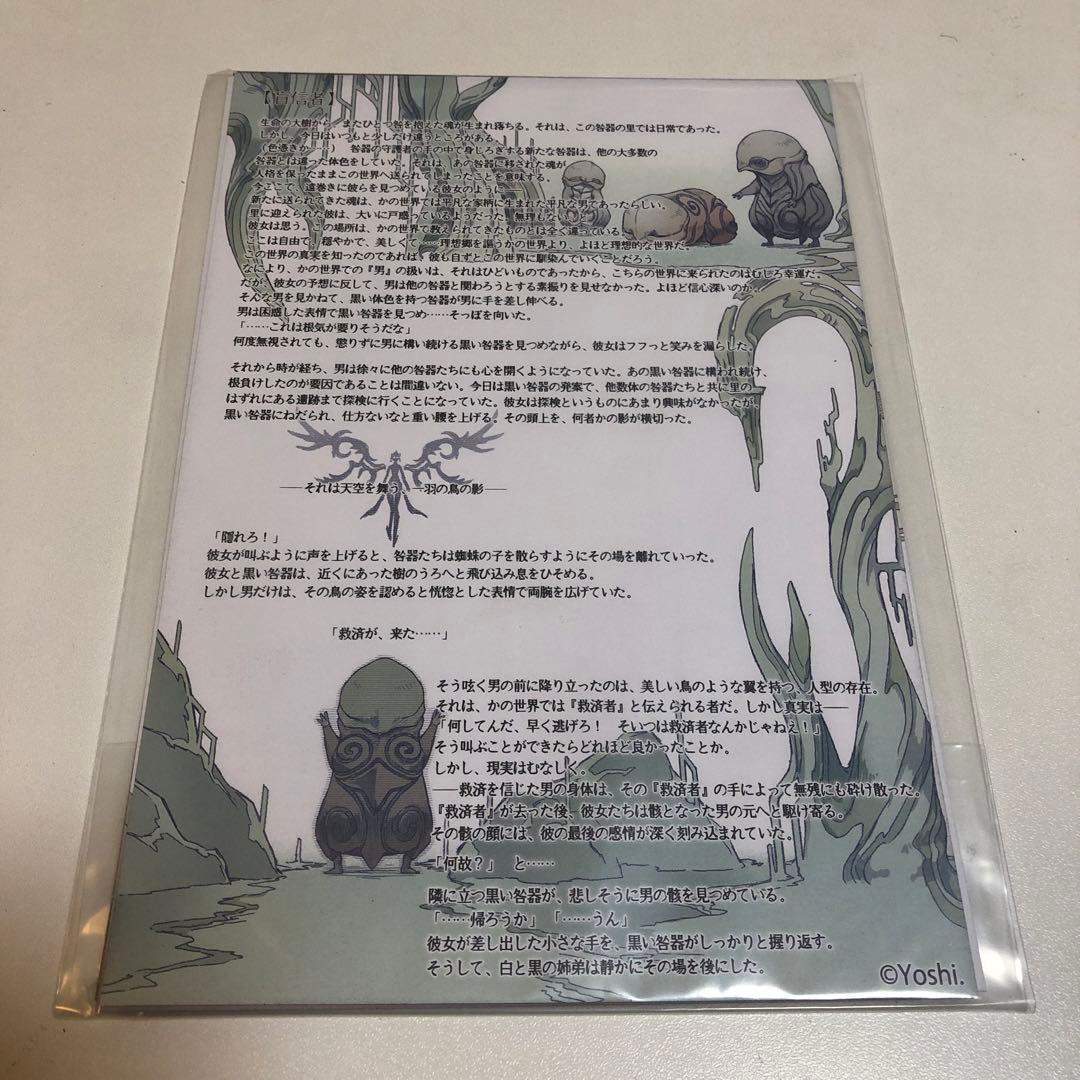 【盲信者】
生命の大樹から、またひとつ咎を抱えた魂が生まれ落ちる。それは、この咎器の里では日常であった。
しかし、今日はいつもと少しだけ違うところがある。
(色憑きか……) 咎器の守護者の手の中で身じろぎする新たな咎器は、他の大多数の
咎器とは違った体色をしていた。それは、あの咎器に移された魂が
人格を保ったままこの世界へ送られてしまったことを意味する。
今ここで、遠巻きに彼らを見つめている彼女のように――
新たに送られてきた魂は、かの世界では平凡な家柄に生まれた平凡な男であったらしい。
里に迎えられた彼は、大いに戸惑っているようだった。無理もない、と
彼女は思う。この場所は、かの世界で教えられてきたものとは全く違っている。
ここは自由で、穏やかで、美しくて――理想郷を謳うかの世界より、よほど理想的な世界だ。
この世界の真実を知ったのであれば、彼も自ずとこの世界に馴染んでいくことだろう。
なにより、かの世界での『男』の扱いは、それはひどいものであったから、こちらの世界に来られたのはむしろ幸運だ。
だが、彼女の予想に反して、男は他の咎器と関わろうとする素振りを見せなかった。よほど信心深いのか。
そんな男を見かねて、黒い体色を持つ咎器が男に手を差し伸べる。
男は困惑した表情で黒い咎器を見つめ……そっぽを向いた。
「……これは根気が要りそうだな」
何度無視されても、懲りずに男に構い続ける黒い咎器を見つめながら、彼女はフフっと笑みを漏らした。
それから時が経ち、男は徐々に他の咎器たちにも心を開くようになっていた。あの黒い咎器に構われ続け、
根負けしたのが要因であることは間違いない。今日は黒い咎器の発案で、他数体の咎器たちと共に里の
はずれにある遺跡まで探検に行くことになっていた。彼女は探検というものにあまり興味がなかったが、
黒い咎器にねだられ、仕方ないなと重い腰を上げる。その頭上を、何者かの影が横切った。
――それは天空を舞う、一羽の鳥の影――
「隠れろ！」
彼女が叫ぶように声を上げると、咎器たちは蜘蛛の子を散らすようにその場を離れていった。
彼女と黒い咎器は、近くにあった樹のうろへと飛び込み息をひそめる。
しかし男だけは、その鳥の姿を認めると恍惚とした表情で両腕を広げていた。
「救済が、来た……」
そう呟く男の前に降り立ったのは、美しい鳥のような翼を持つ、人型の存在。
それは、かの世界では『救済者』と伝えられる者だ。しかし真実は――
「何してんだ、早く逃げろ！ そいつは救済者なんかじゃねえ！」
そう叫ぶことができたらどれほど良かったことか。
しかし、現実はむなしく。
――救済を信じた男の身体は、その『救済者』の手によって無残にも砕け散った。
『救済者』が去った後、彼女たちは骸となった男の元へと駆け寄る。
その骸の顔には、彼の最後の感情が深く刻み込まれていた。
「何故？」 と……
隣に立つ黒い咎器が、悲しそうに男の骸を見つめている。
「……帰ろうか」「……うん」
彼女が差し出した小さな手を、黒い咎器がしっかりと握り返す。
そうして、白と黒の姉弟は静かにその場を後にした。
©Yoshi.